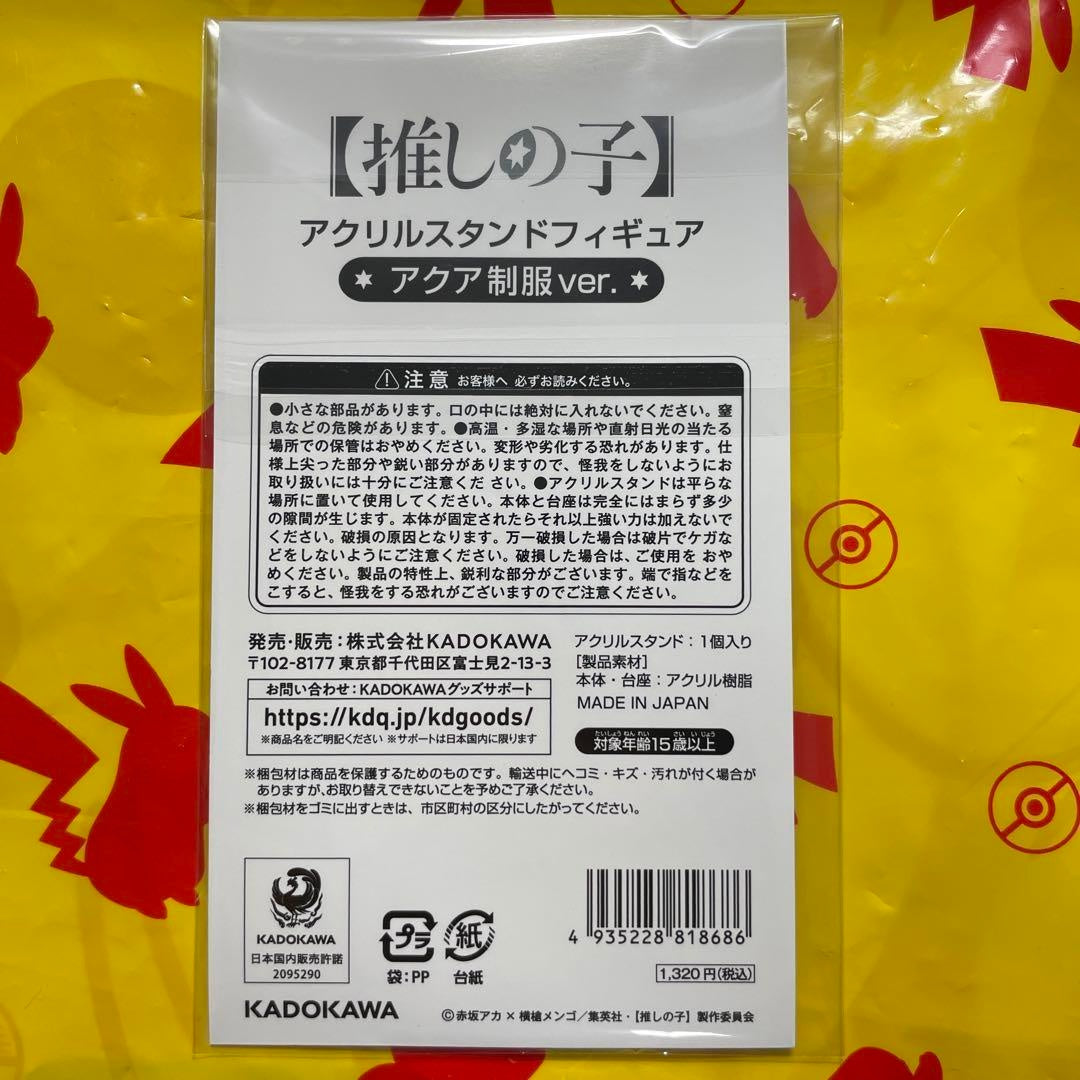 【推しの子】
アクリルスタンドフィギュア
アクア制服ver.
注意 お客様へ 必ずお読みください。
●小さな部品があります。口の中には絶対に入れないでください。窒
息などの危険があります。●高温・多湿な場所や直射日光の当たる
場所での保管はおやめください。変形や劣化する恐れがあります。仕
様上尖った部分や鋭い部分がありますので、怪我をしないようにお
取り扱いには十分にご注意くだ さい。●アクリルスタンドは平らな
場所に置いて使用してください。本体と台座は完全にはまらず多少
の隙間が生じます。本体が固定されたらそれ以上強い力は加えないで
ください。破損の原因となります。万一破損した場合は破片でケガな
どをしないようにご注意ください。破損した場合は、ご使用を おや
めください。製品の特性上、鋭利な部分がございます。端で指などを
こすると、怪我をする恐れがございますのでご注意ください。
発売・販売：株式会社KADOKAWA
〒102-8177 東京都千代田区富士見2-13-3
お問い合わせ：KADOKAWAグッズサポート
https://kdq.jp/kdgoods/
※商品名をご明記ください ※サポートは日本国内に限ります
アクリルスタンド：1個入り
[製品素材]
本体・台座：アクリル樹脂
MADE IN JAPAN
たいしょうねんれい さい いじょう
対象年齢15歳以上
※梱包材は商品を保護するためのものです。輸送中にヘコミ・キズ・汚れが付く場合が
ありますが、お取り替えできないことを予めご了承ください。
※梱包材をゴミに出すときは、市区町村の区分にしたがってください。
KADOKAWA
日本国内販売許諾
2095290
プラ
袋：PP
紙
台紙
4 935228 818686
1,320円(税込)
KADOKAWA
©赤坂アカ×横槍メンゴ／集英社・【推しの子】製作委員会